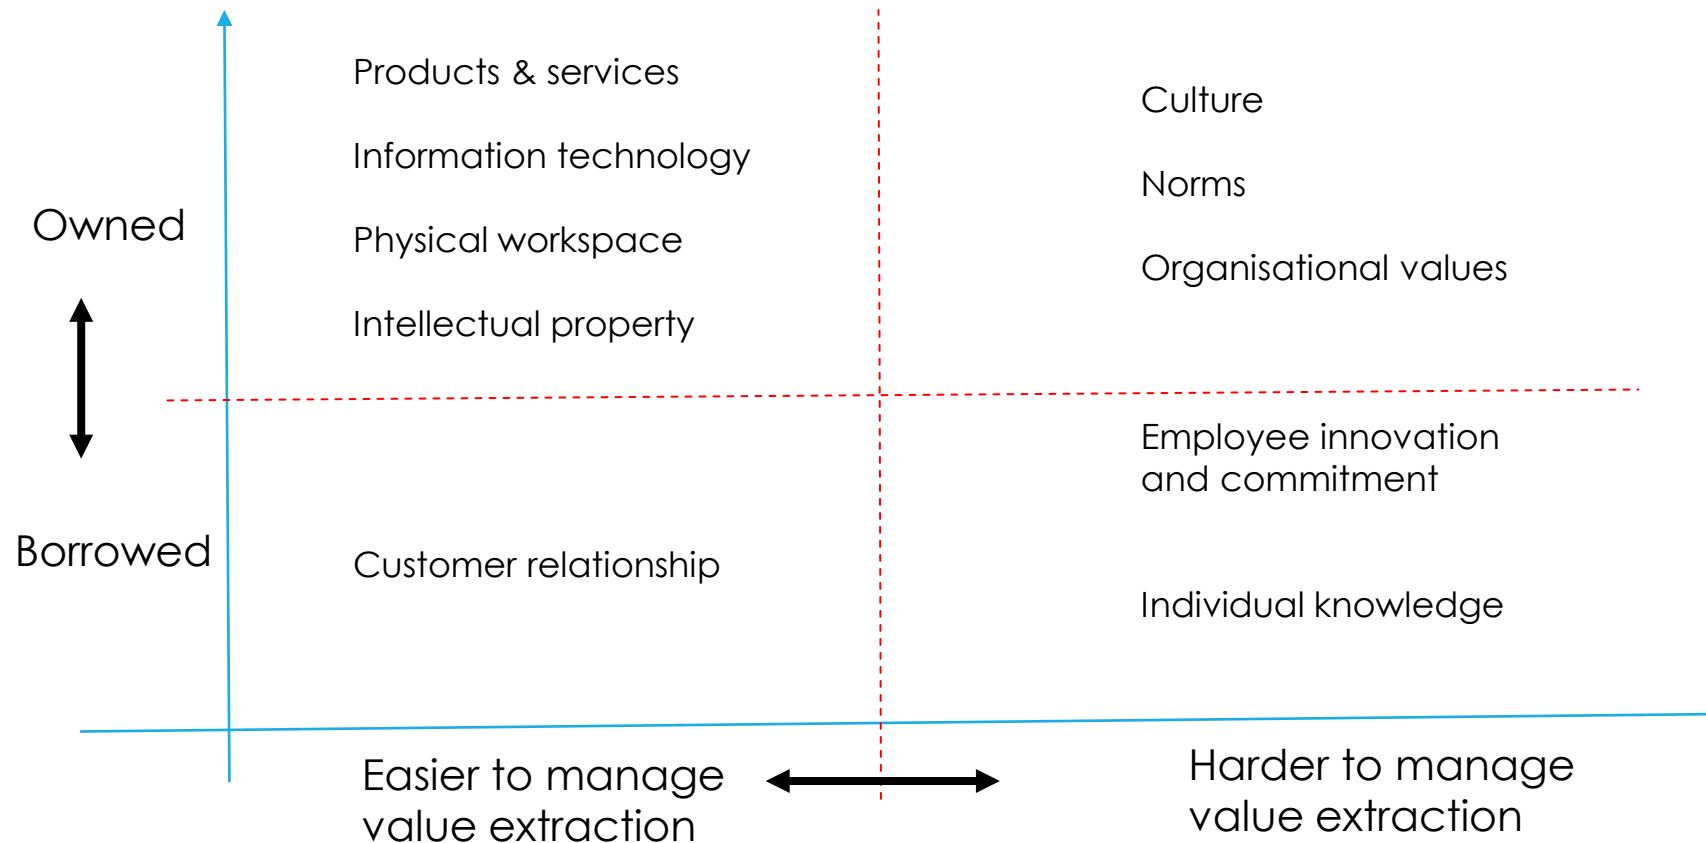 Products & services
Information technology
Physical workspace
Intellectual property
Culture
Norms
Organisational values
Owned
Borrowed
Customer relationship
Employee innovation
and commitment
Individual knowledge
Easier to manage
value extraction
Harder to manage
value extraction